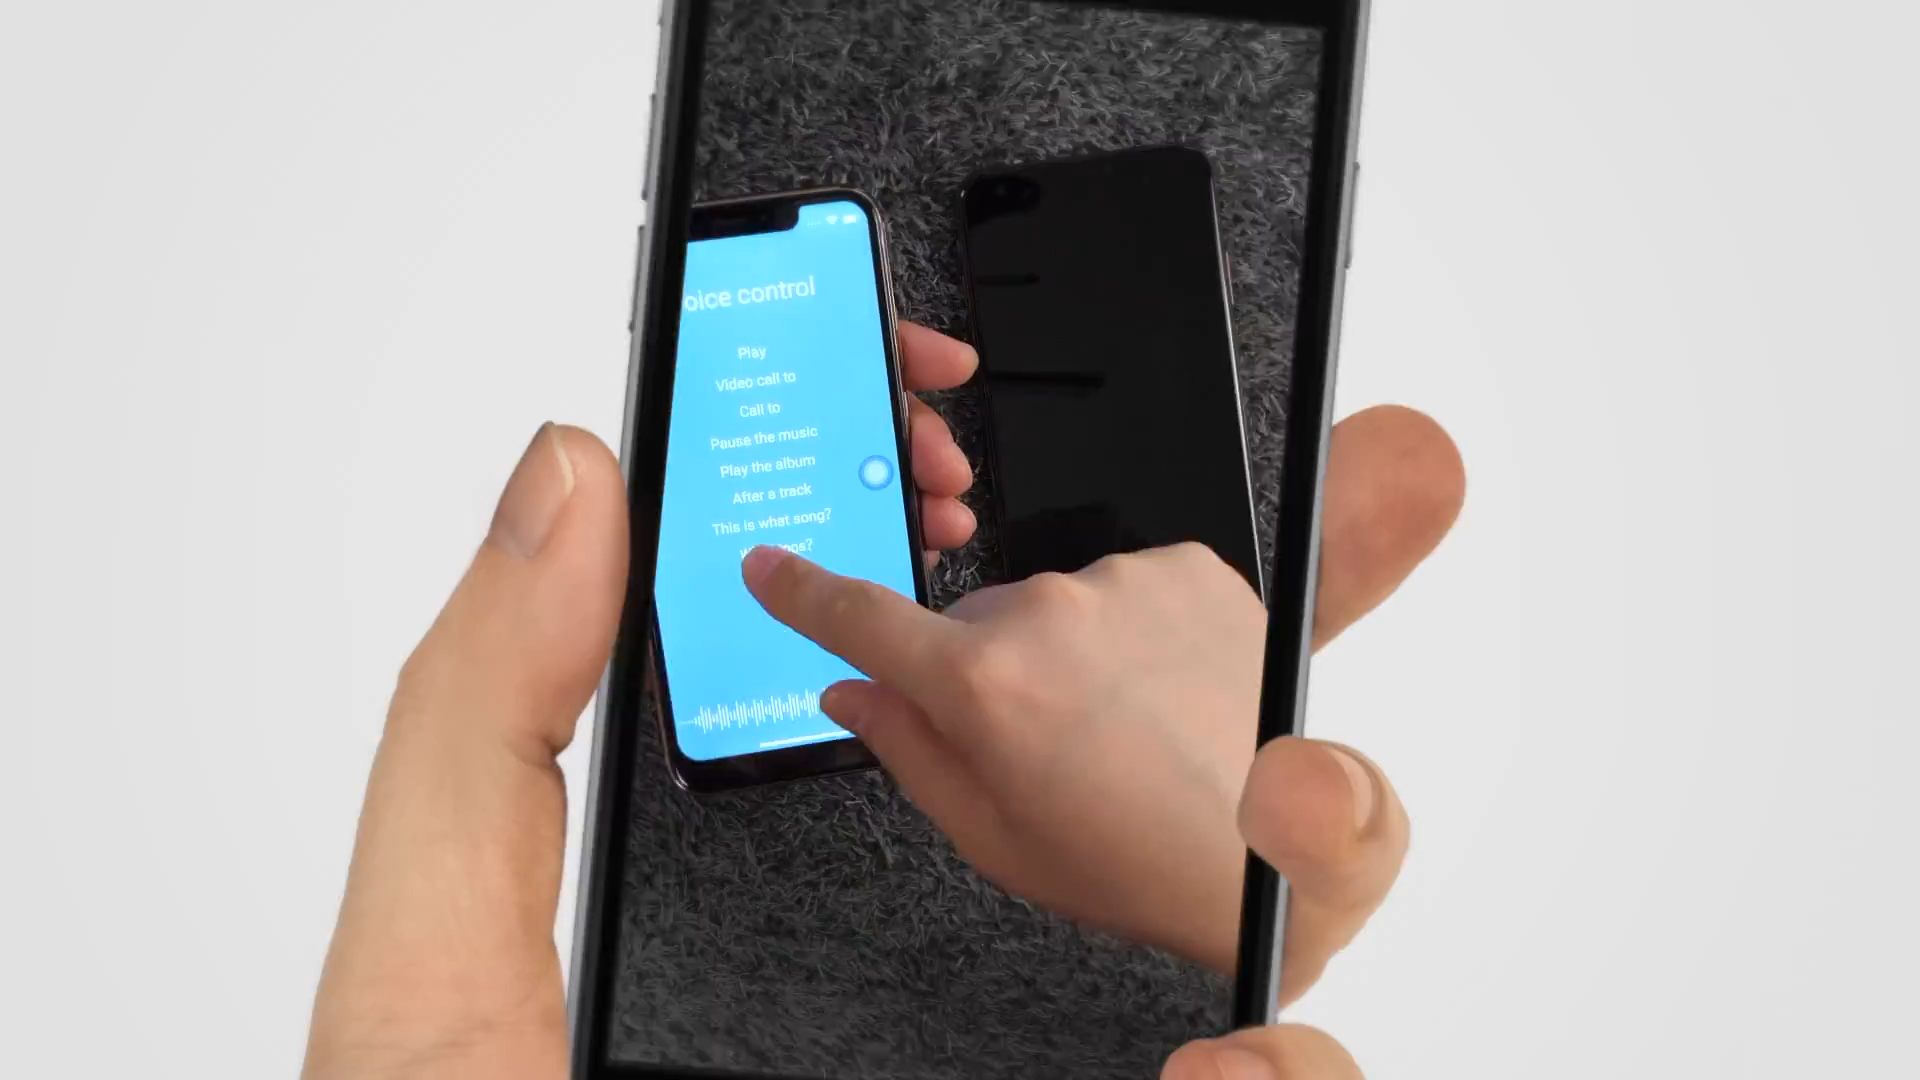 oice control
Play
Video call to
Call to
Pause the music
Play the album
After a track
This is what song?